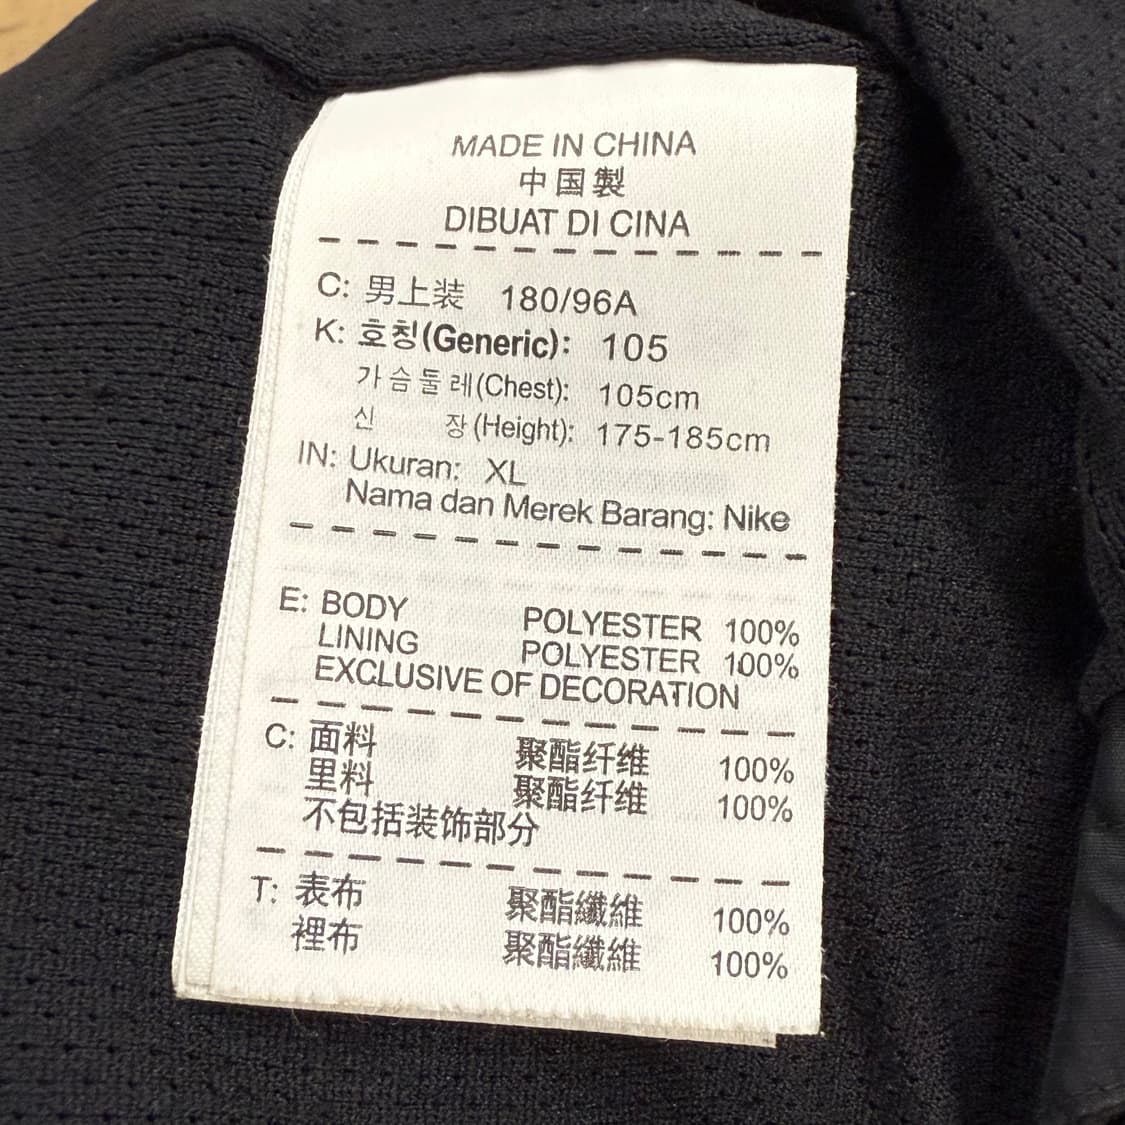 MADE IN CHINA
中国製
DIBUAT DI CINA
C: 男上装 180/96A
K: 호칭(Generic): 105
가슴둘레(Chest): 105cm
신 장(Height): 175-185cm
IN: Ukuran: XL
Nama dan Merek Barang: Nike
E: BODY POLYESTER 100%
LINING POLYESTER 100%
EXCLUSIVE OF DECORATION
C: 面料 聚酯纤维 100%
里料 聚酯纤维 100%
不包括装饰部分
T: 表布 聚酯纖維 100%
裡布 聚酯纖維 100%